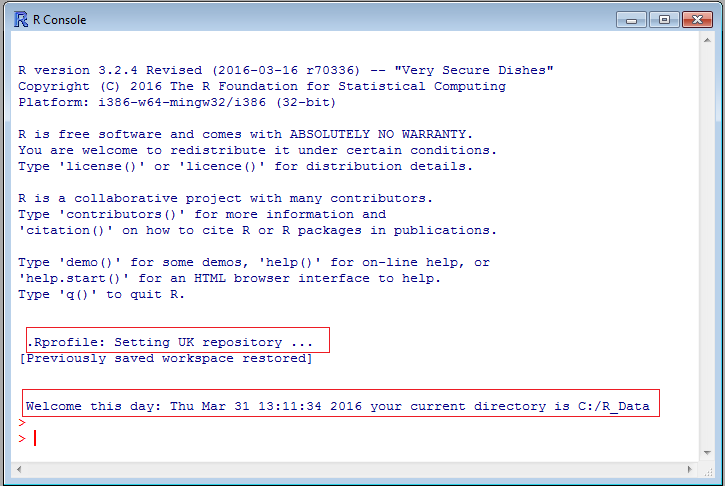 R Console
R version 3.2.4 Revised (2016-03-16 r70336) -- "Very Secure Dishes"
Copyright (C) 2016 The R Foundation for Statistical Computing
Platform: i386-w64-mingw32/i386 (32-bit)
R is free software and comes with ABSOLUTELY NO WARRANTY.
You are welcome to redistribute it under certain conditions.
Type 'license()' or 'licence()' for distribution details.
R is a collaborative project with many contributors.
Type 'contributors()' for more information and
'citation()' on how to cite R or R packages in publications.
Type 'demo()' for some demos, 'help()' for on-line help, or
'help.start()' for an HTML browser interface to help.
Type 'q()' to quit R.
.Rprofile: Setting UK repository ...
[Previously saved workspace restored]
Welcome this day: Thu Mar 31 13:11:34 2016 your current directory is C:/R_Data
>
>